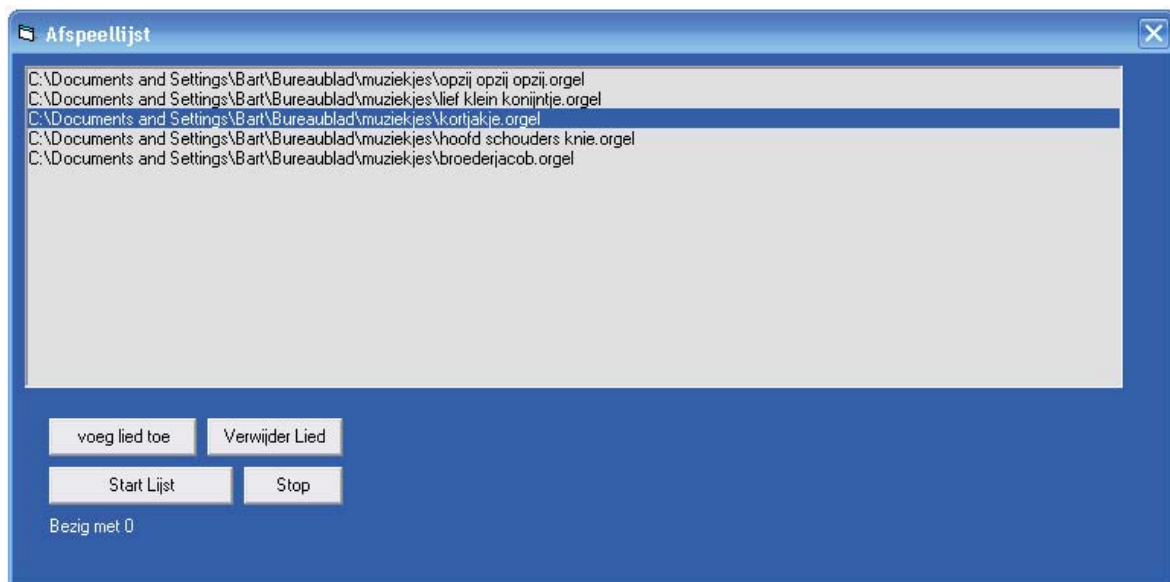 Afspeellijst
C:\Documents and Settings\Bart\Bureaublad\muziekjes\opzij opzij opzij.orgel
C:\Documents and Settings\Bart\Bureaublad\muziekjes\lief klein konijntje.orgel
C:\Documents and Settings\Bart\Bureaublad\muziekjes\kortjakje.orgel
C:\Documents and Settings\Bart\Bureaublad\muziekjes\hoofd schouders knie.orgel
C:\Documents and Settings\Bart\Bureaublad\muziekjes\broederjacob.orgel
voeg lied toe Verwijder Lied
Start Lijst Stop
Bezig met 0